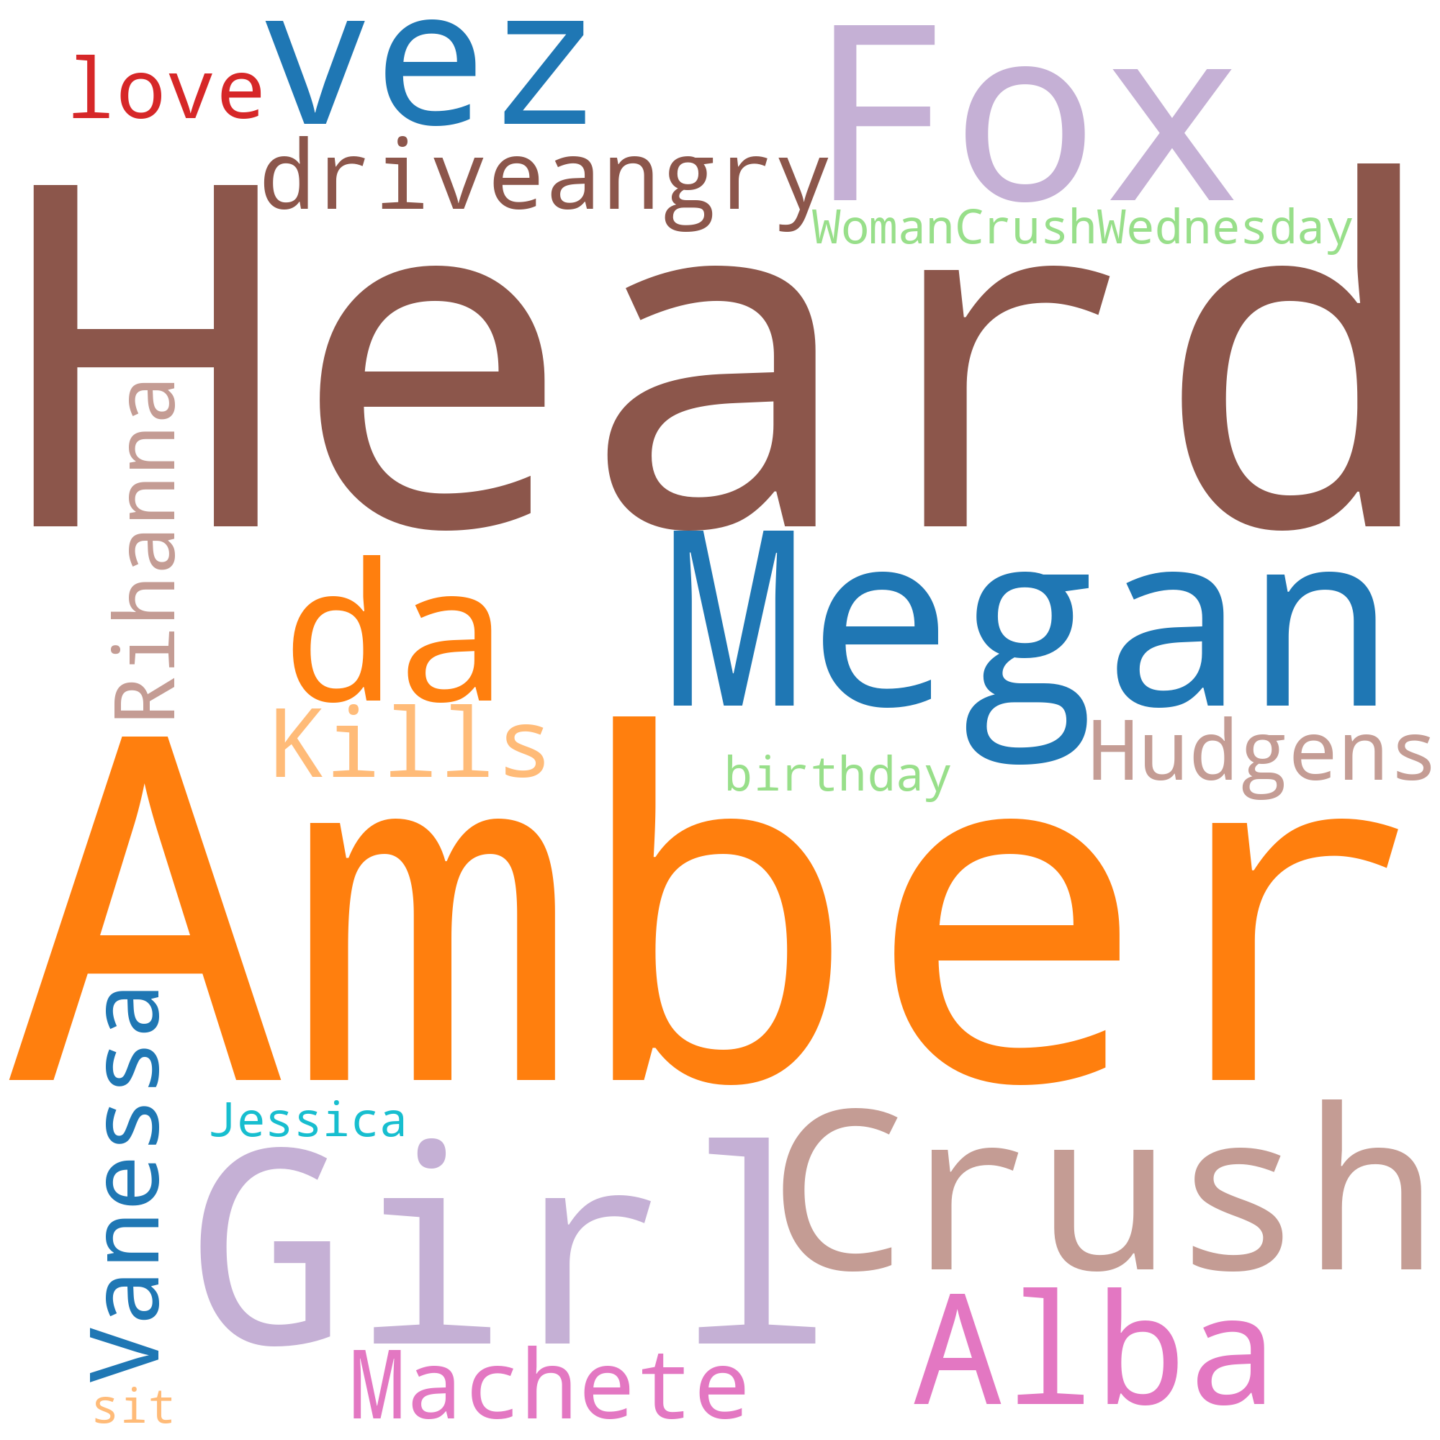 love
vez
Fox
driveangry
WomanCrushWednesday
Heard
Rihanna
da
Megan
Kills
Hudgens
birthday
Amber
Vanessa
Jessica
Girl
Crush
Alba
Machete
sit